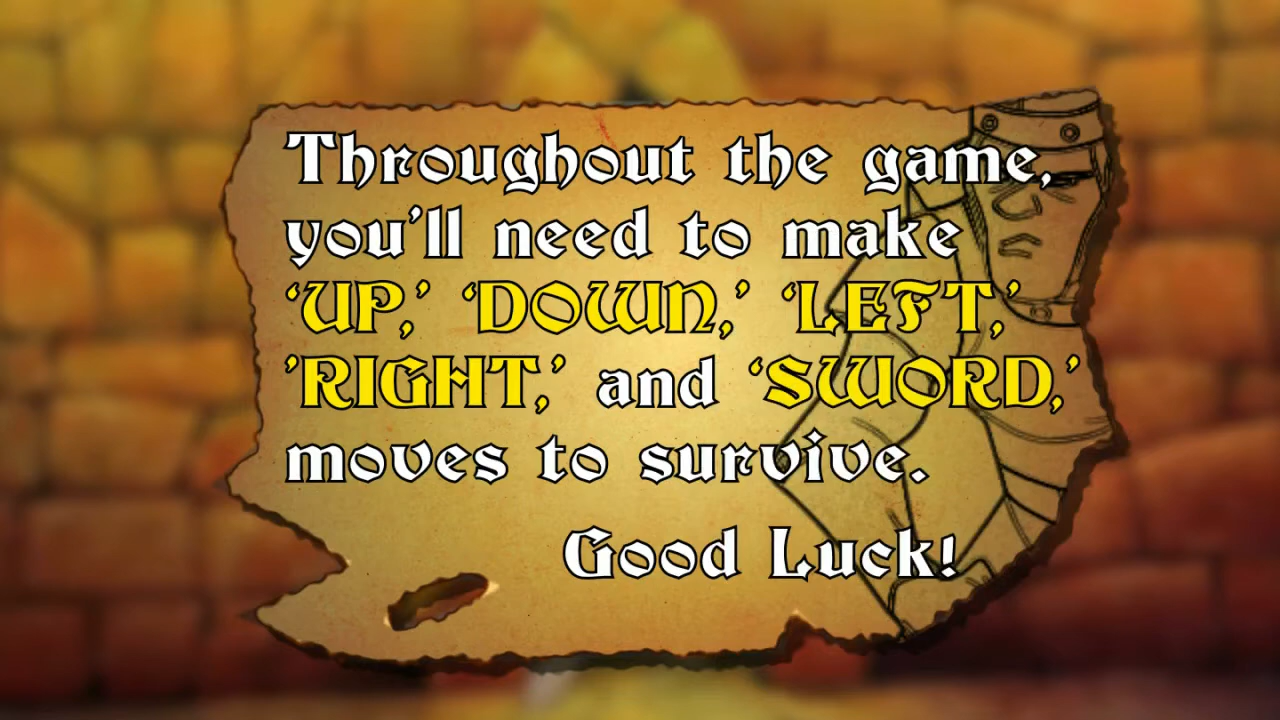 Throughout the game,
you'll need to make
‘UP,’ ‘DOWN,’ ‘LEFT,’
’RIGHT,’ and ‘SWORD,’
moves to survive.
Good Luck!